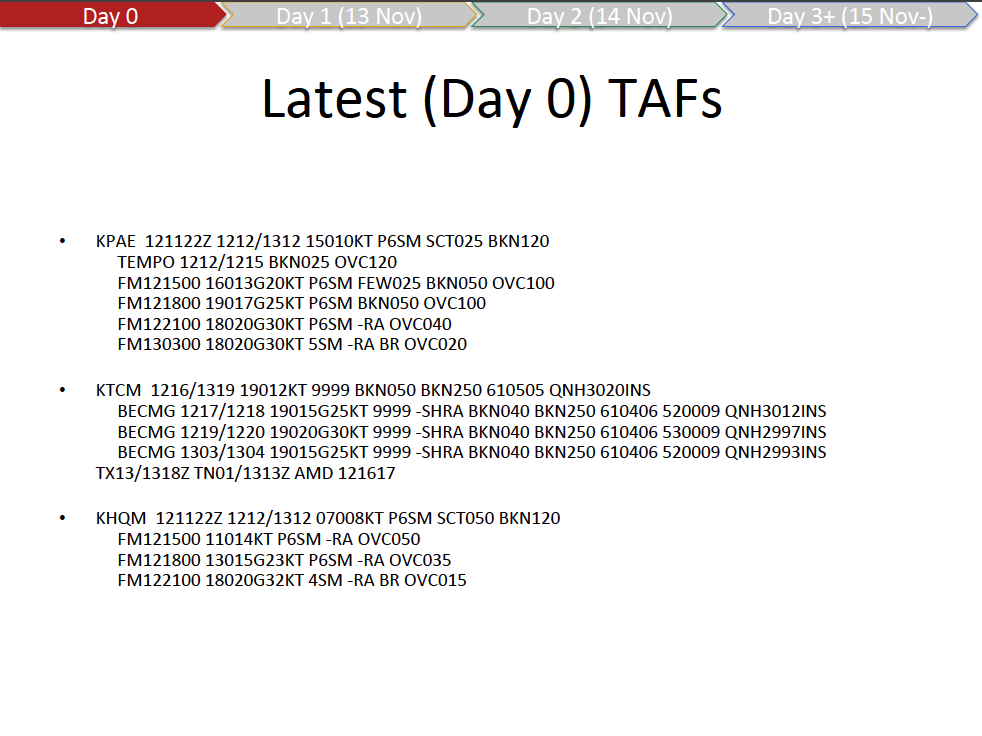 Day 0
Day 1 (13 Nov)
Day 2 (14 Nov)
Day 3+ (15 Nov-)
Latest (Day 0) TAFs
• KPAE 121122Z 1212/1312 15010KT P6SM SCT025 BKN120
TEMPO 1212/1215 BKN025 OVC120
FM121500 16013G20KT P6SM FEW025 BKN050 OVC100
FM121800 19017G25KT P6SM BKN050 OVC100
FM122100 18020G30KT P6SM -RA OVC040
FM130300 18020G30KT 5SM -RA BR OVC020
• KTCM 1216/1319 19012KT 9999 BKN050 BKN250 610505 QNH3020INS
BECMG 1217/1218 19015G25KT 9999 -SHRA BKN040 BKN250 610406 520009 QNH3012INS
BECMG 1219/1220 19020G30KT 9999 -SHRA BKN040 BKN250 610406 530009 QNH2997INS
BECMG 1303/1304 19015G25KT 9999 -SHRA BKN040 BKN250 610406 520009 QNH2993INS
TX13/1318Z TN01/1313Z AMD 121617
• KHQM 121122Z 1212/1312 07008KT P6SM SCT050 BKN120
FM121500 11014KT P6SM -RA OVC050
FM121800 13015G23KT P6SM -RA OVC035
FM122100 18020G32KT 4SM -RA BR OVC015